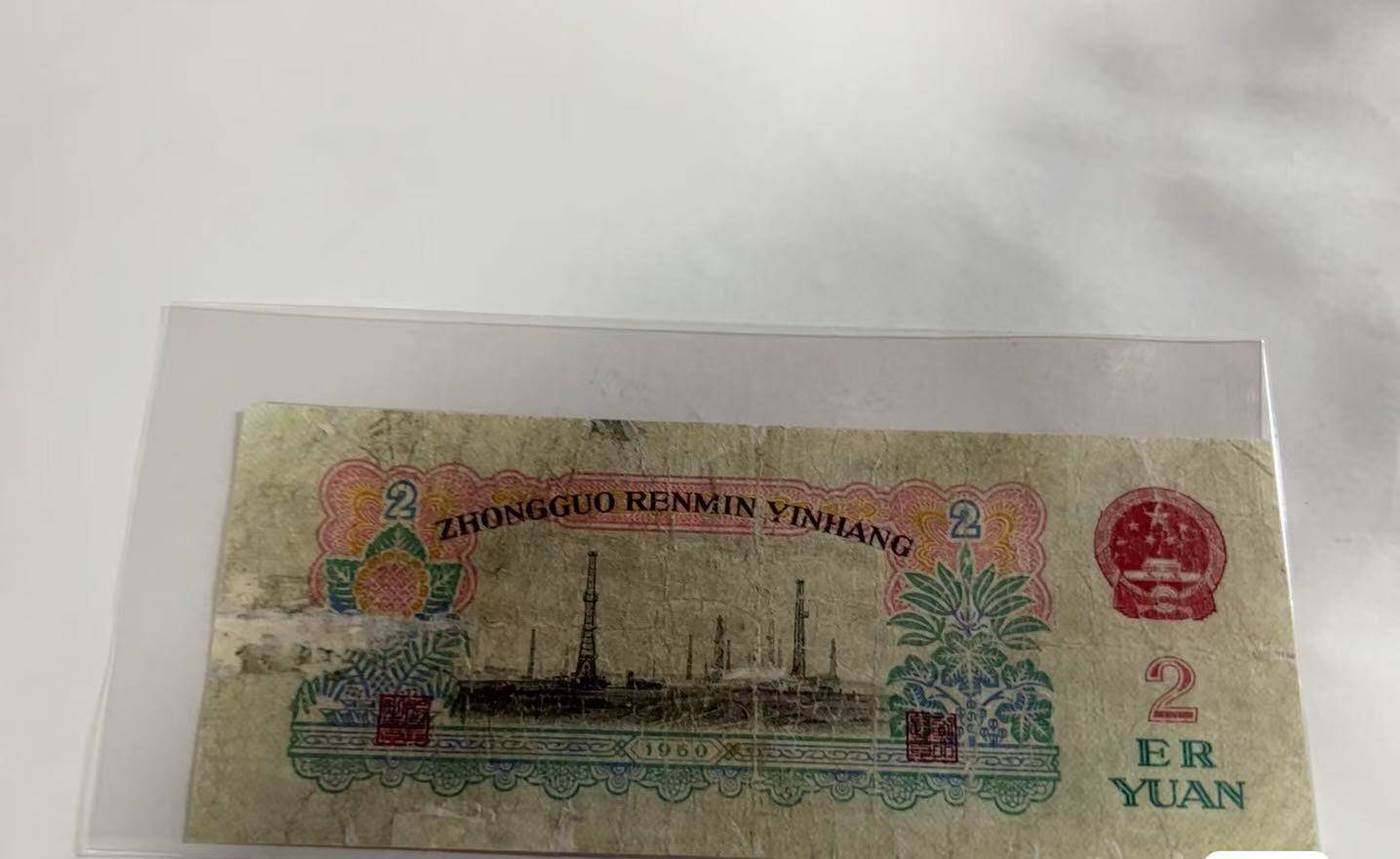 2
2
ZHONGGUO RENMIN YINHANG
1960
2
ER
YUAN